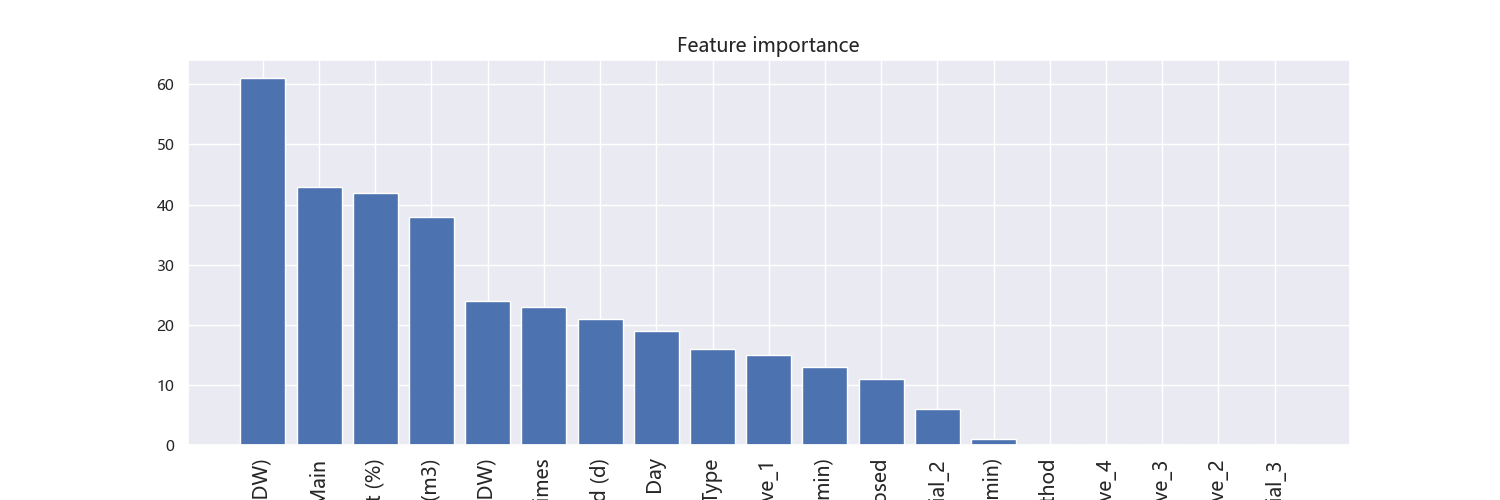 Feature importance
60
50
40
30
20
10
0
DW)
Main
t (%)
(m3)
DW)
imes
d (d)
Day
Type
ve_1
min)
osed
ial_2
min)
thod
ve_4
ve_3
ve_2
ial_3